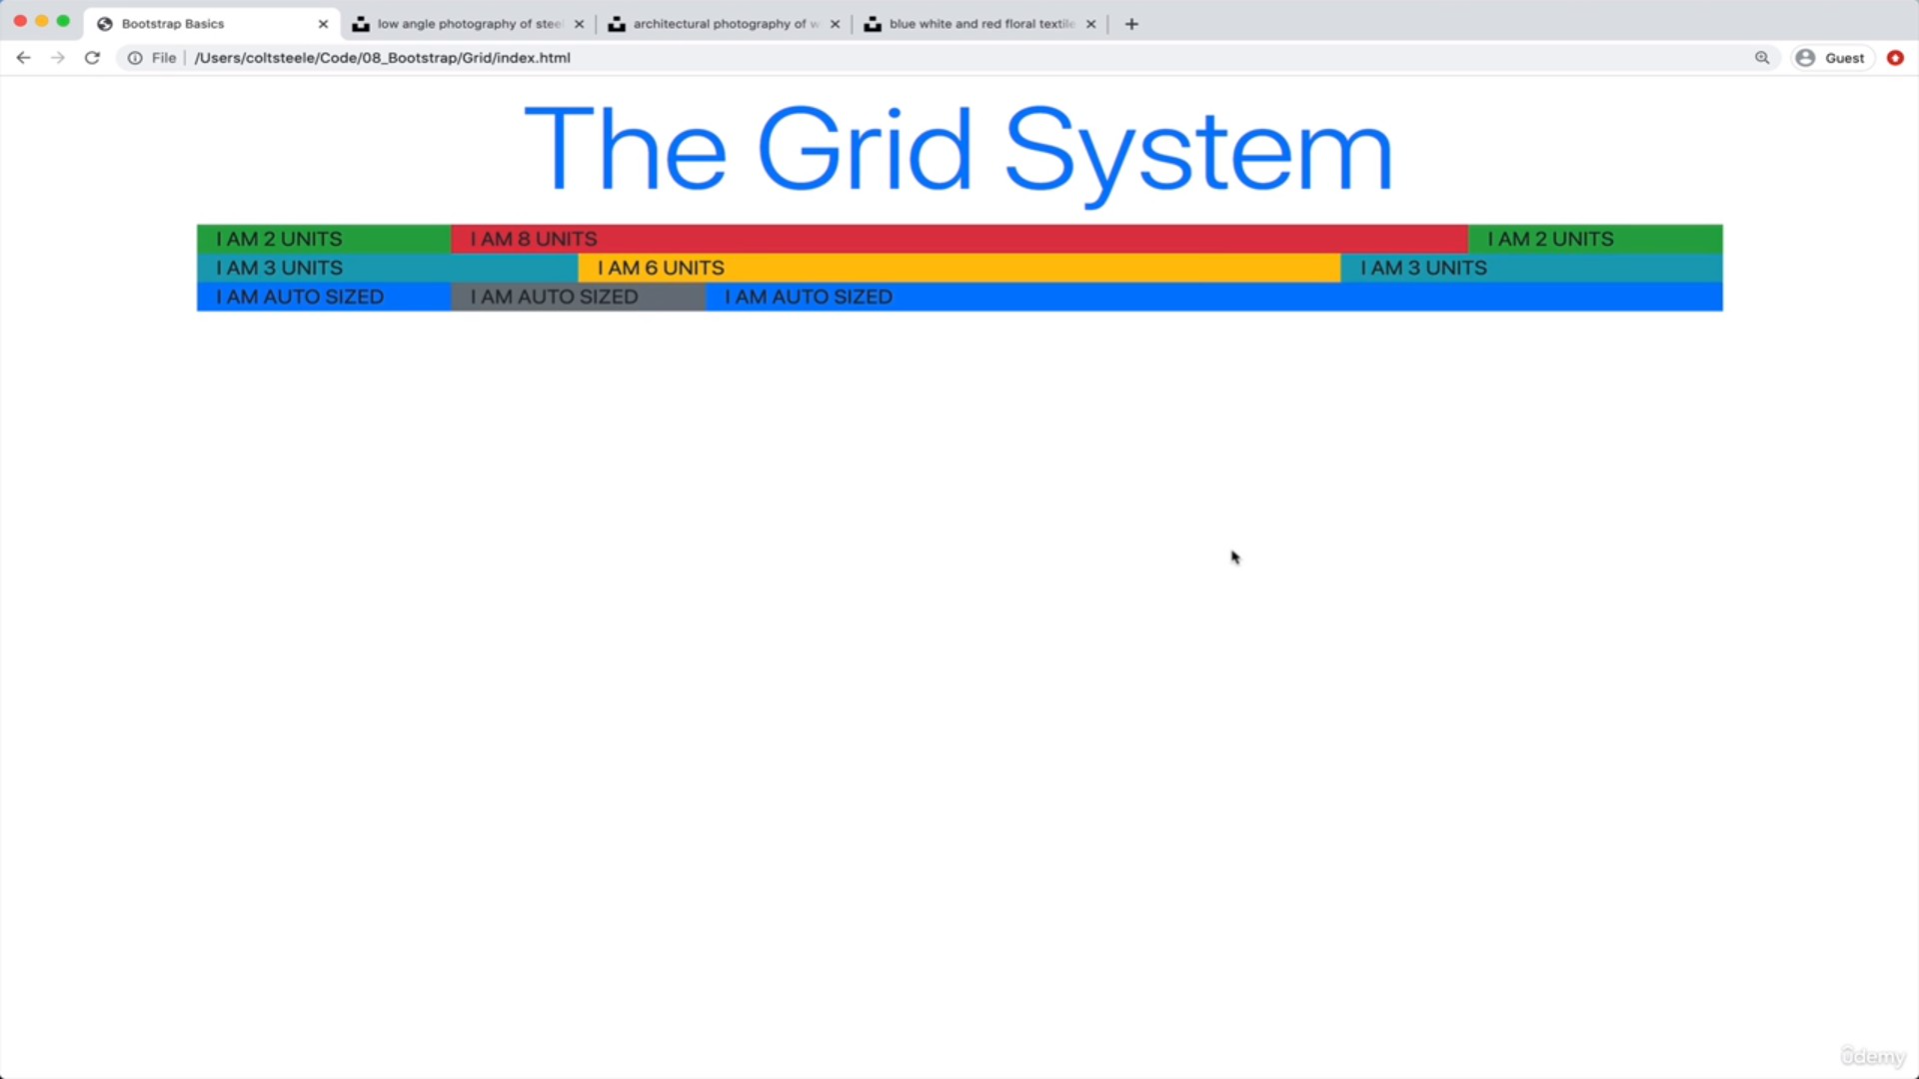 Bootstrap Basics
low angle photography of stee
architectural photography of w
blue white and red floral textile
File
/Users/coltsteele/Code/08_Bootstrap/Grid/index.html
Guest
The Grid System
I AM 2 UNITS
I AM 8 UNITS
I AM 2 UNITS
I AM 3 UNITS
I AM 6 UNITS
I AM 3 UNITS
I AM AUTO SIZED
I AM AUTO SIZED
I AM AUTO SIZED
ûdemy